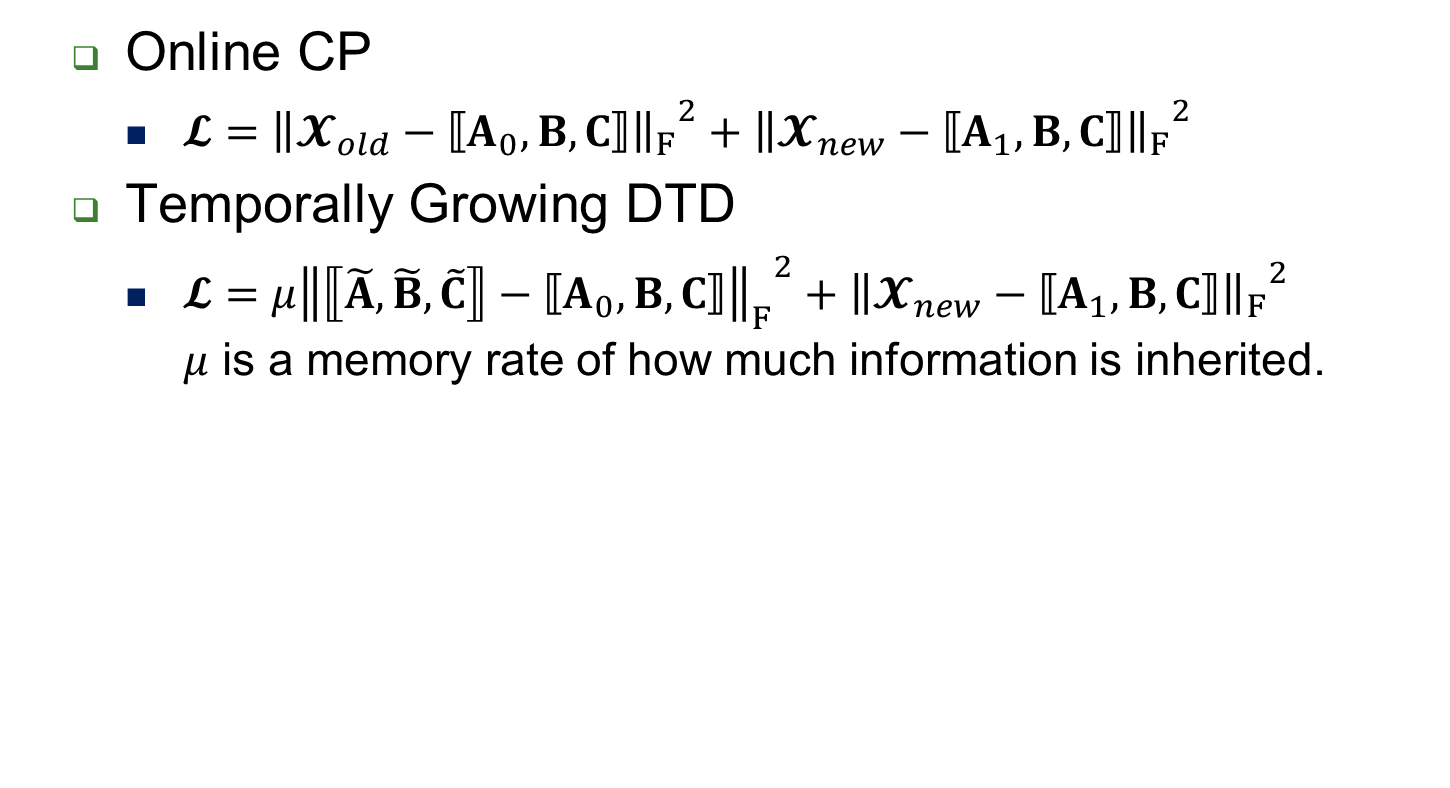 ❑ Online CP
■ 𝓛 = ‖𝓧_old − ⟦𝐀₀, 𝐁, 𝐂⟧‖_F² + ‖𝓧_new − ⟦𝐀₁, 𝐁, 𝐂⟧‖_F²
❑ Temporally Growing DTD
■ 𝓛 = 𝜇‖⟦𝐀̃, 𝐁̃, 𝐂̃⟧ − ⟦𝐀₀, 𝐁, 𝐂⟧‖_F² + ‖𝓧_new − ⟦𝐀₁, 𝐁, 𝐂⟧‖_F²
𝜇 is a memory rate of how much information is inherited.